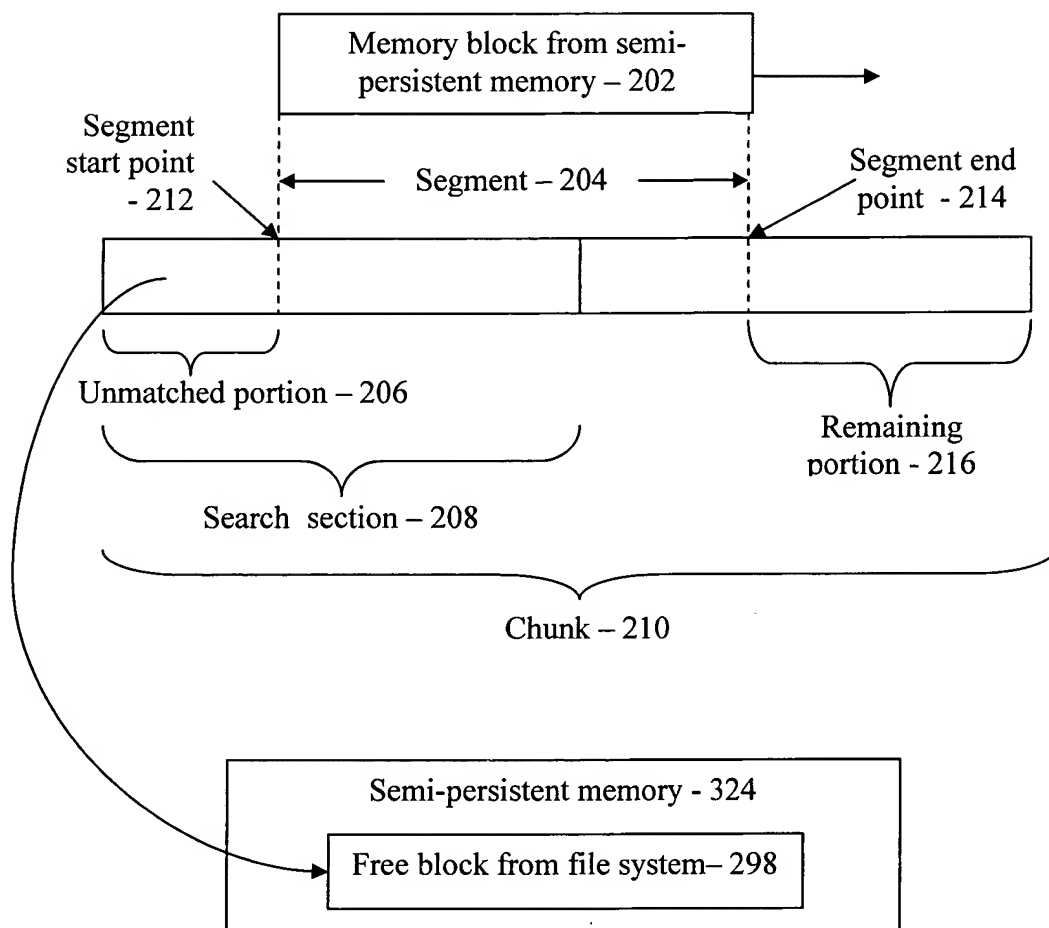 Memory block from semi-
persistent memory – 202
Segment
start point
- 212
Segment – 204
Segment end
point - 214
Unmatched portion – 206
Remaining
portion - 216
Search section – 208
Chunk – 210
Semi-persistent memory - 324
Free block from file system– 298